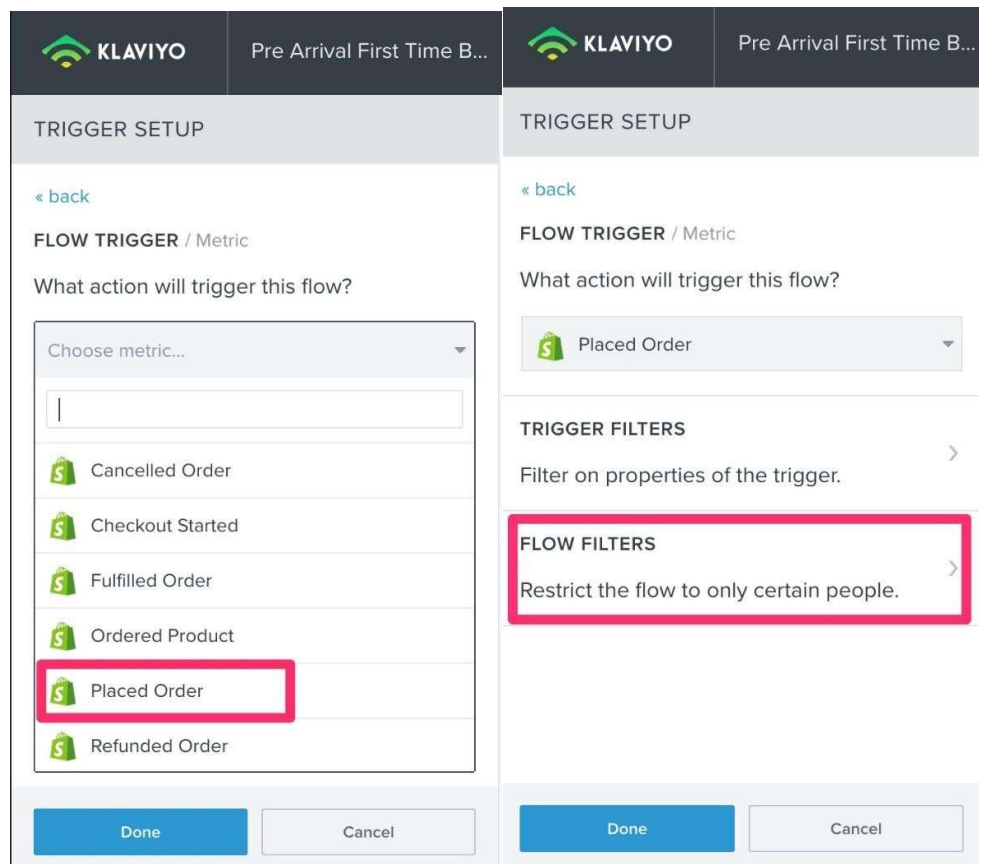 KLAVIYO
Pre Arrival First Time B...
TRIGGER SETUP
« back
FLOW TRIGGER / Metric
What action will trigger this flow?
Choose metric...
Cancelled Order
Checkout Started
Fulfilled Order
Ordered Product
Placed Order
Refunded Order
Done
Cancel
KLAVIYO
Pre Arrival First Time B...
TRIGGER SETUP
« back
FLOW TRIGGER / Metric
What action will trigger this flow?
Placed Order
TRIGGER FILTERS
Filter on properties of the trigger.
FLOW FILTERS
Restrict the flow to only certain people.
Done
Cancel